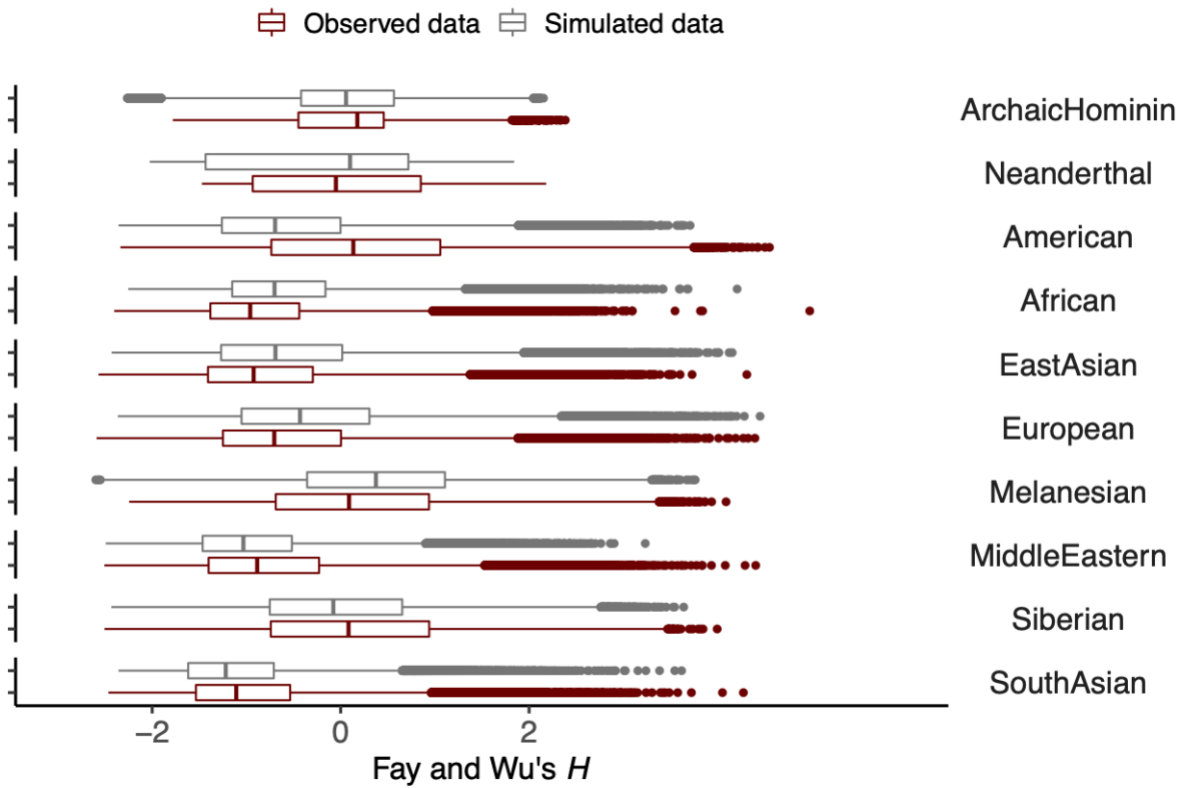 Observed data Simulated data
ArchaicHominin
Neanderthal
American
African
EastAsian
European
Melanesian
MiddleEastern
Siberian
SouthAsian
−2 0 2
Fay and Wu's H